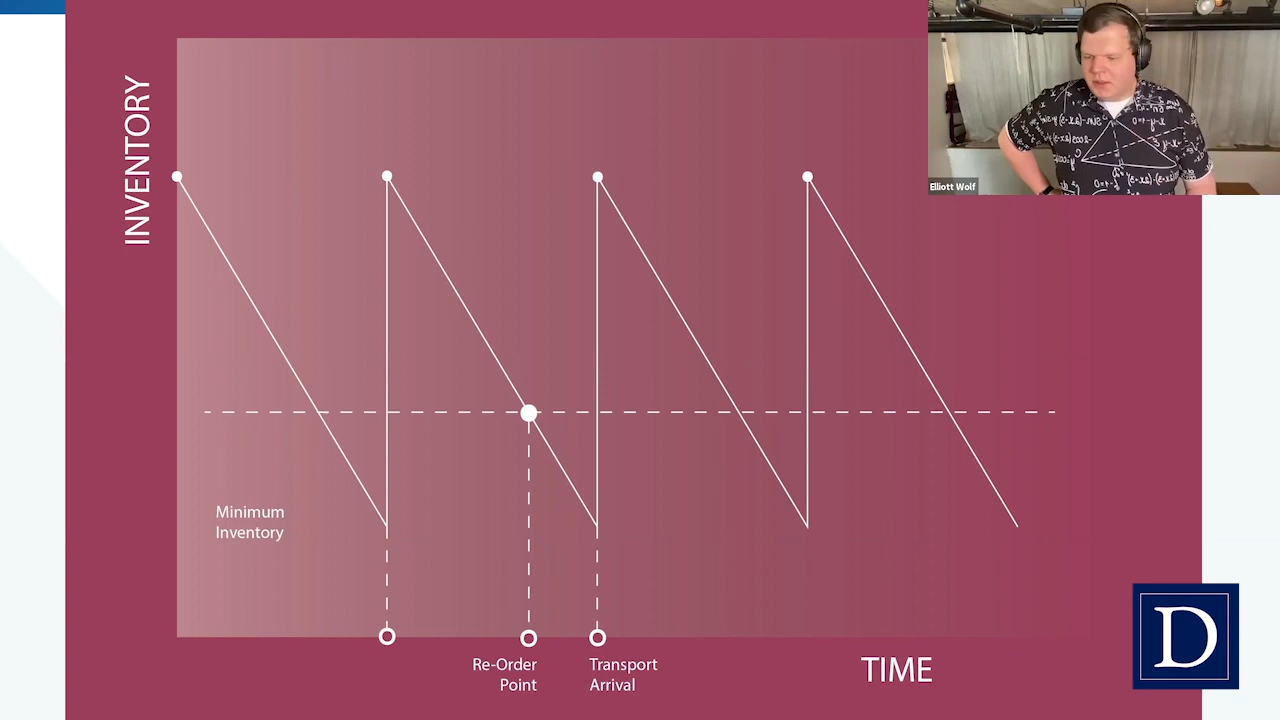 INVENTORY
Elliott Wolf
Minimum
Inventory
Re-Order
Point
Transport
Arrival
TIME
D